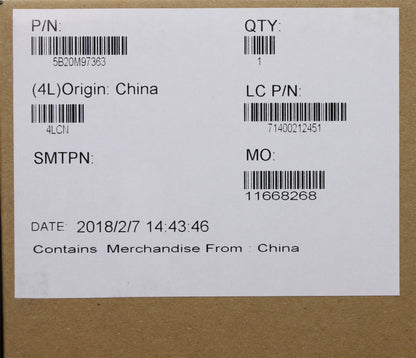 P/N: QTY:
5B20M97363 1
(4L)Origin: China LC P/N:
4LCN 71400212451
SMTPN: MO:
11668268
DATE: 2018/2/7 14:43:46
Contains Merchandise From : China